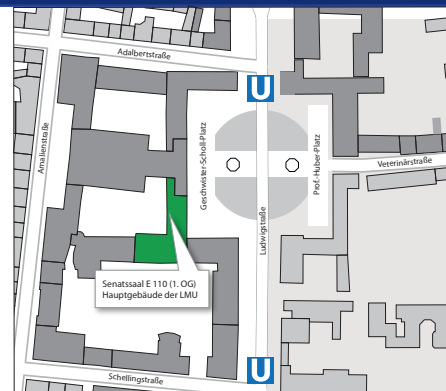 Adalbertstraße
U
Amalienstraße
Geschwister-Scholl-Platz
Prof.-Huber-Platz
Veterinärstraße
Ludwigstraße
Senatssaal E 110 (1. OG)
Hauptgebäude der LMU
Schellingstraße
U